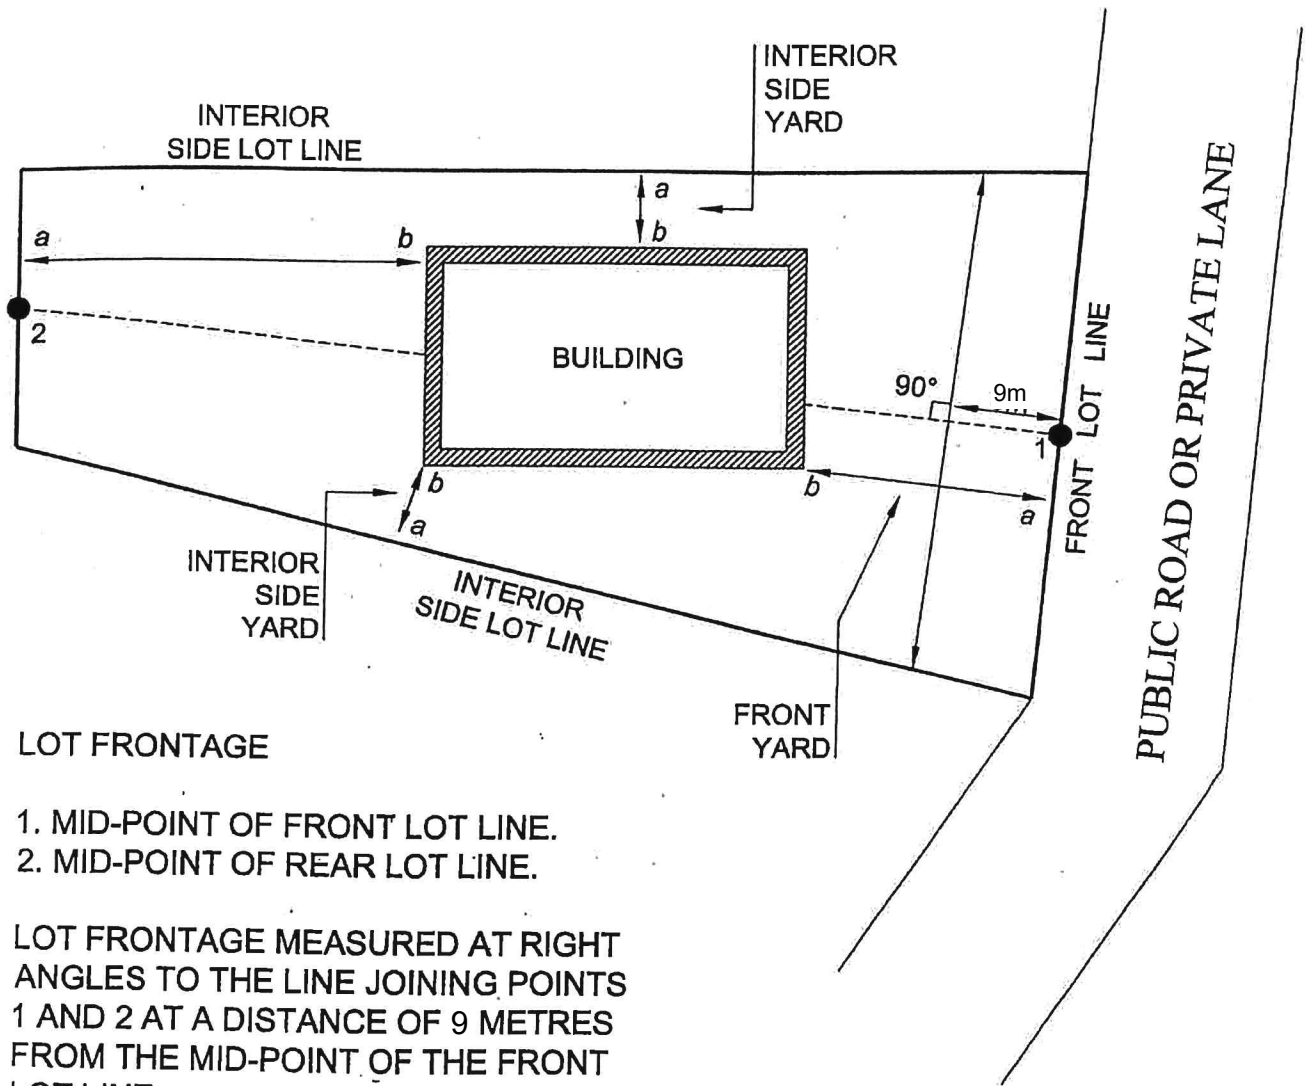 INTERIOR
SIDE
YARD
INTERIOR
SIDE LOT LINE
a
b
a
b
2
BUILDING
90°
9m
1
FRONT LOT LINE
PUBLIC ROAD OR PRIVATE LANE
b
a
b
a
INTERIOR
SIDE
YARD
INTERIOR
SIDE LOT LINE
FRONT
YARD
LOT FRONTAGE
1. MID-POINT OF FRONT LOT LINE.
2. MID-POINT OF REAR LOT LINE.
LOT FRONTAGE MEASURED AT RIGHT
ANGLES TO THE LINE JOINING POINTS
1 AND 2 AT A DISTANCE OF 9 METRES
FROM THE MID-POINT OF THE FRONT